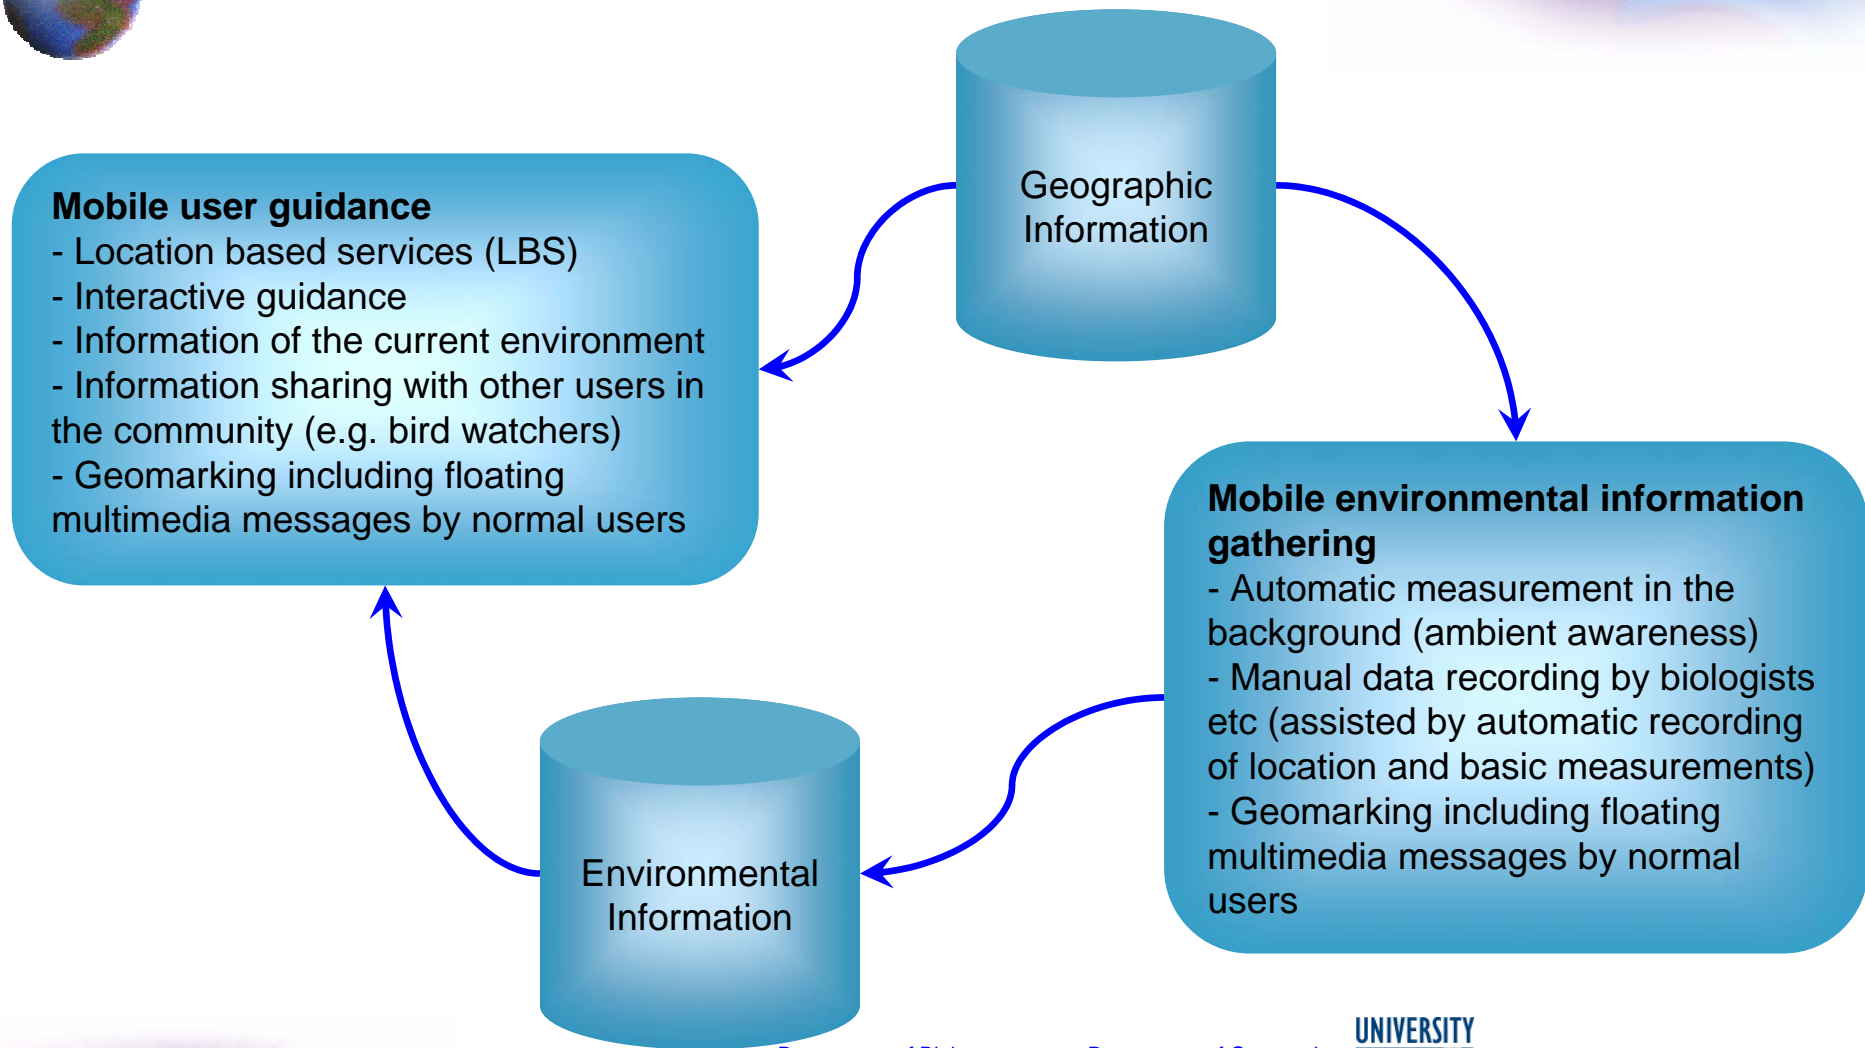 Geographic
Information
Mobile user guidance
- Location based services (LBS)
- Interactive guidance
- Information of the current environment
- Information sharing with other users in
the community (e.g. bird watchers)
- Geomarking including floating
multimedia messages by normal users
Mobile environmental information
gathering
- Automatic measurement in the
background (ambient awareness)
- Manual data recording by biologists
etc (assisted by automatic recording
of location and basic measurements)
- Geomarking including floating
multimedia messages by normal
users
Environmental
Information
UNIVERSITY